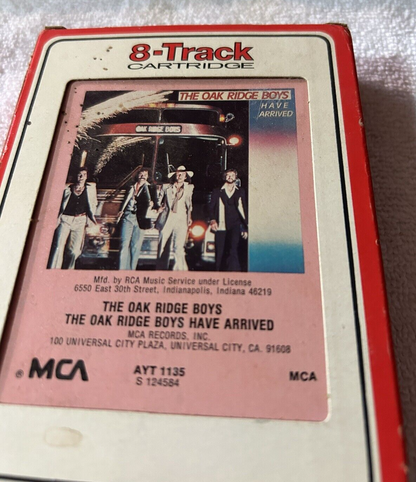 8-Track
CARTRIDGE
THE OAK RIDGE BOYS
HAVE
ARRIVED
OAK RIDGE BOYS
Mfd. by RCA Music Service under License
6550 East 30th Street, Indianapolis, Indiana 46219
THE OAK RIDGE BOYS
THE OAK RIDGE BOYS HAVE ARRIVED
MCA RECORDS, INC.
100 UNIVERSAL CITY PLAZA, UNIVERSAL CITY, CA. 91608
® MCA AYT 1135 MCA
S 124584